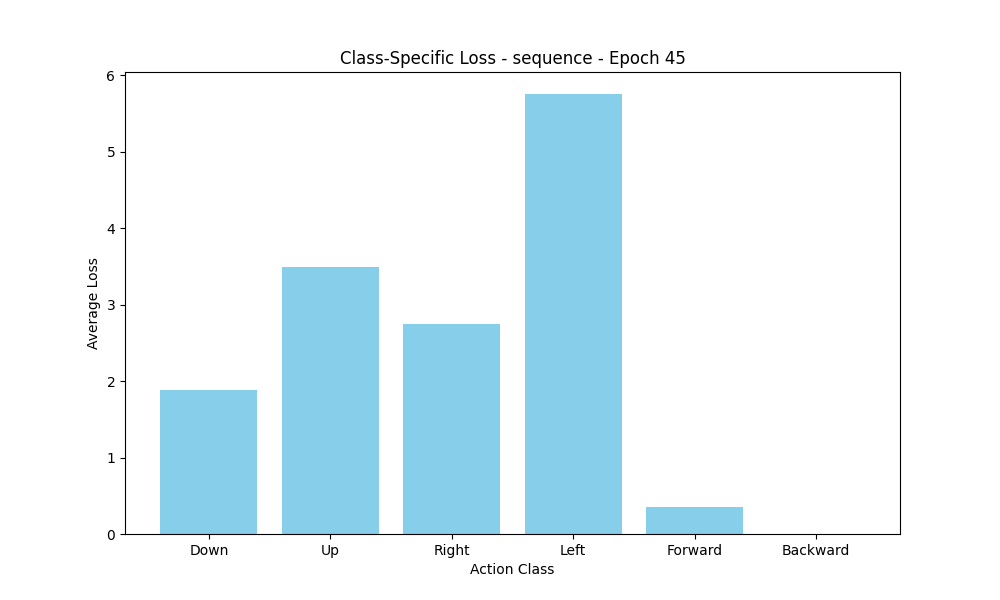 Class-Specific Loss - sequence - Epoch 45
6
5
4
3
2
1
0
Average Loss
Down Up Right Left Forward Backward
Action Class